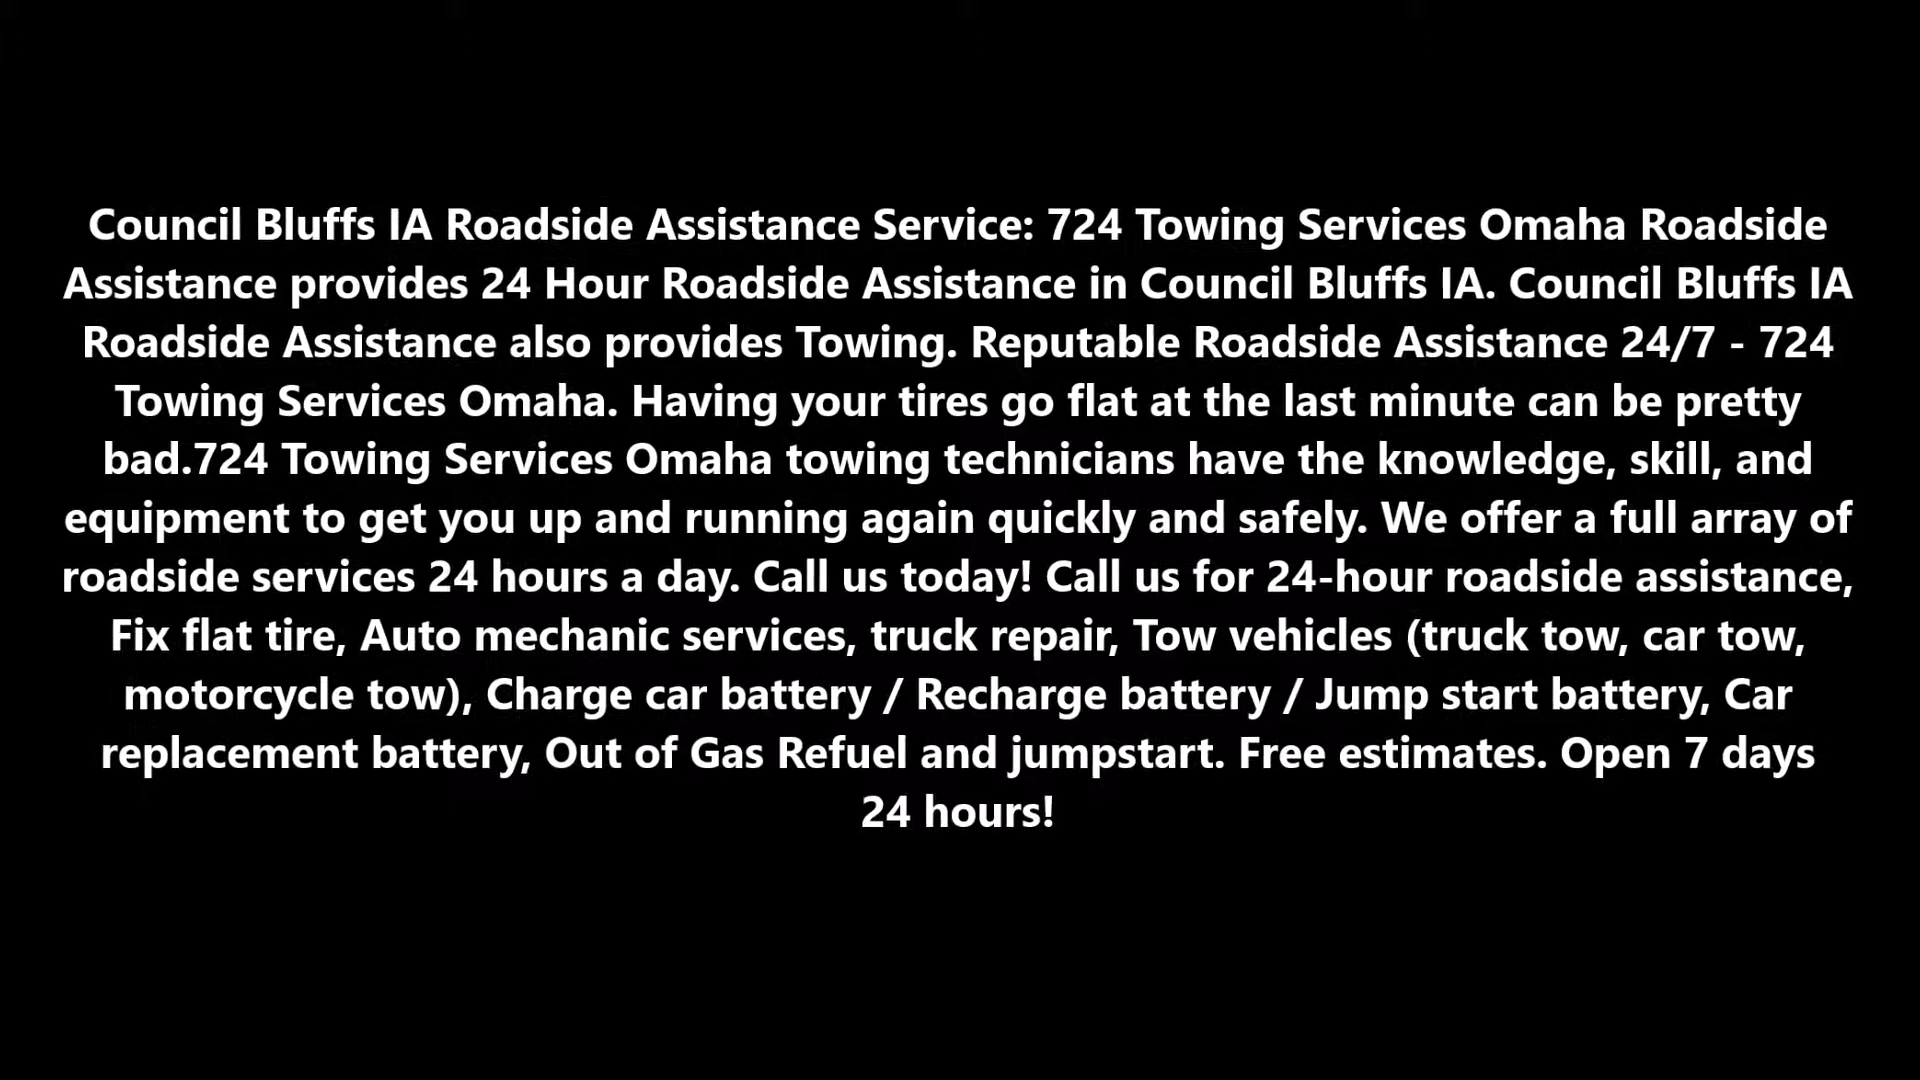 Council Bluffs IA Roadside Assistance Service: 724 Towing Services Omaha Roadside
Assistance provides 24 Hour Roadside Assistance in Council Bluffs IA. Council Bluffs IA
Roadside Assistance also provides Towing. Reputable Roadside Assistance 24/7 - 724
Towing Services Omaha. Having your tires go flat at the last minute can be pretty
bad.724 Towing Services Omaha towing technicians have the knowledge, skill, and
equipment to get you up and running again quickly and safely. We offer a full array of
roadside services 24 hours a day. Call us today! Call us for 24-hour roadside assistance,
Fix flat tire, Auto mechanic services, truck repair, Tow vehicles (truck tow, car tow,
motorcycle tow), Charge car battery / Recharge battery / Jump start battery, Car
replacement battery, Out of Gas Refuel and jumpstart. Free estimates. Open 7 days
24 hours!